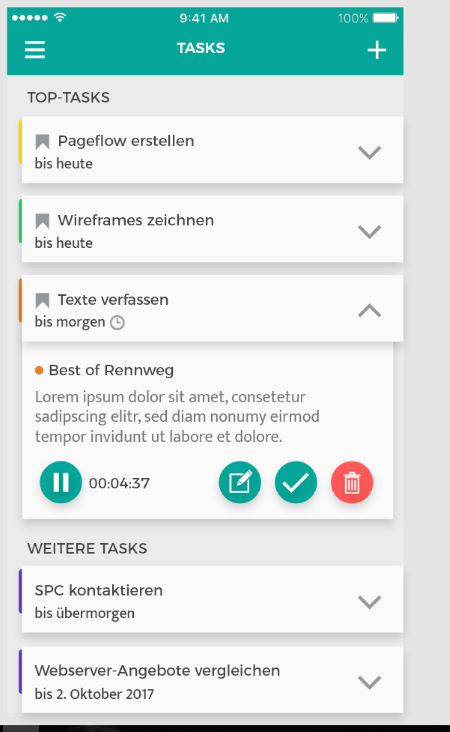 9:41 AM 100%
TASKS
TOP-TASKS
Pageflow erstellen
bis heute
Wireframes zeichnen
bis heute
Texte verfassen
bis morgen
Best of Rennweg
Lorem ipsum dolor sit amet, consetetur
sadipscing elitr, sed diam nonumy eirmod
tempor invidunt ut labore et dolore.
00:04:37
WEITERE TASKS
SPC kontaktieren
bis übermorgen
Webserver-Angebote vergleichen
bis 2. Oktober 2017